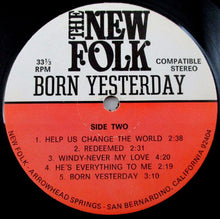 THE
NEW
FOLK
33⅓
RPM
COMPATIBLE
STEREO
BORN YESTERDAY
SIDE TWO
1. HELP US CHANGE THE WORLD 2:38
2. REDEEMED 2:31
3. WINDY-NEVER MY LOVE 4:20
4. HE'S EVERYTHING TO ME 2:19
5. BORN YESTERDAY 3:10
NEW FOLK - ARROWHEAD SPRINGS - SAN BERNARDINO, CALIFORNIA 92404